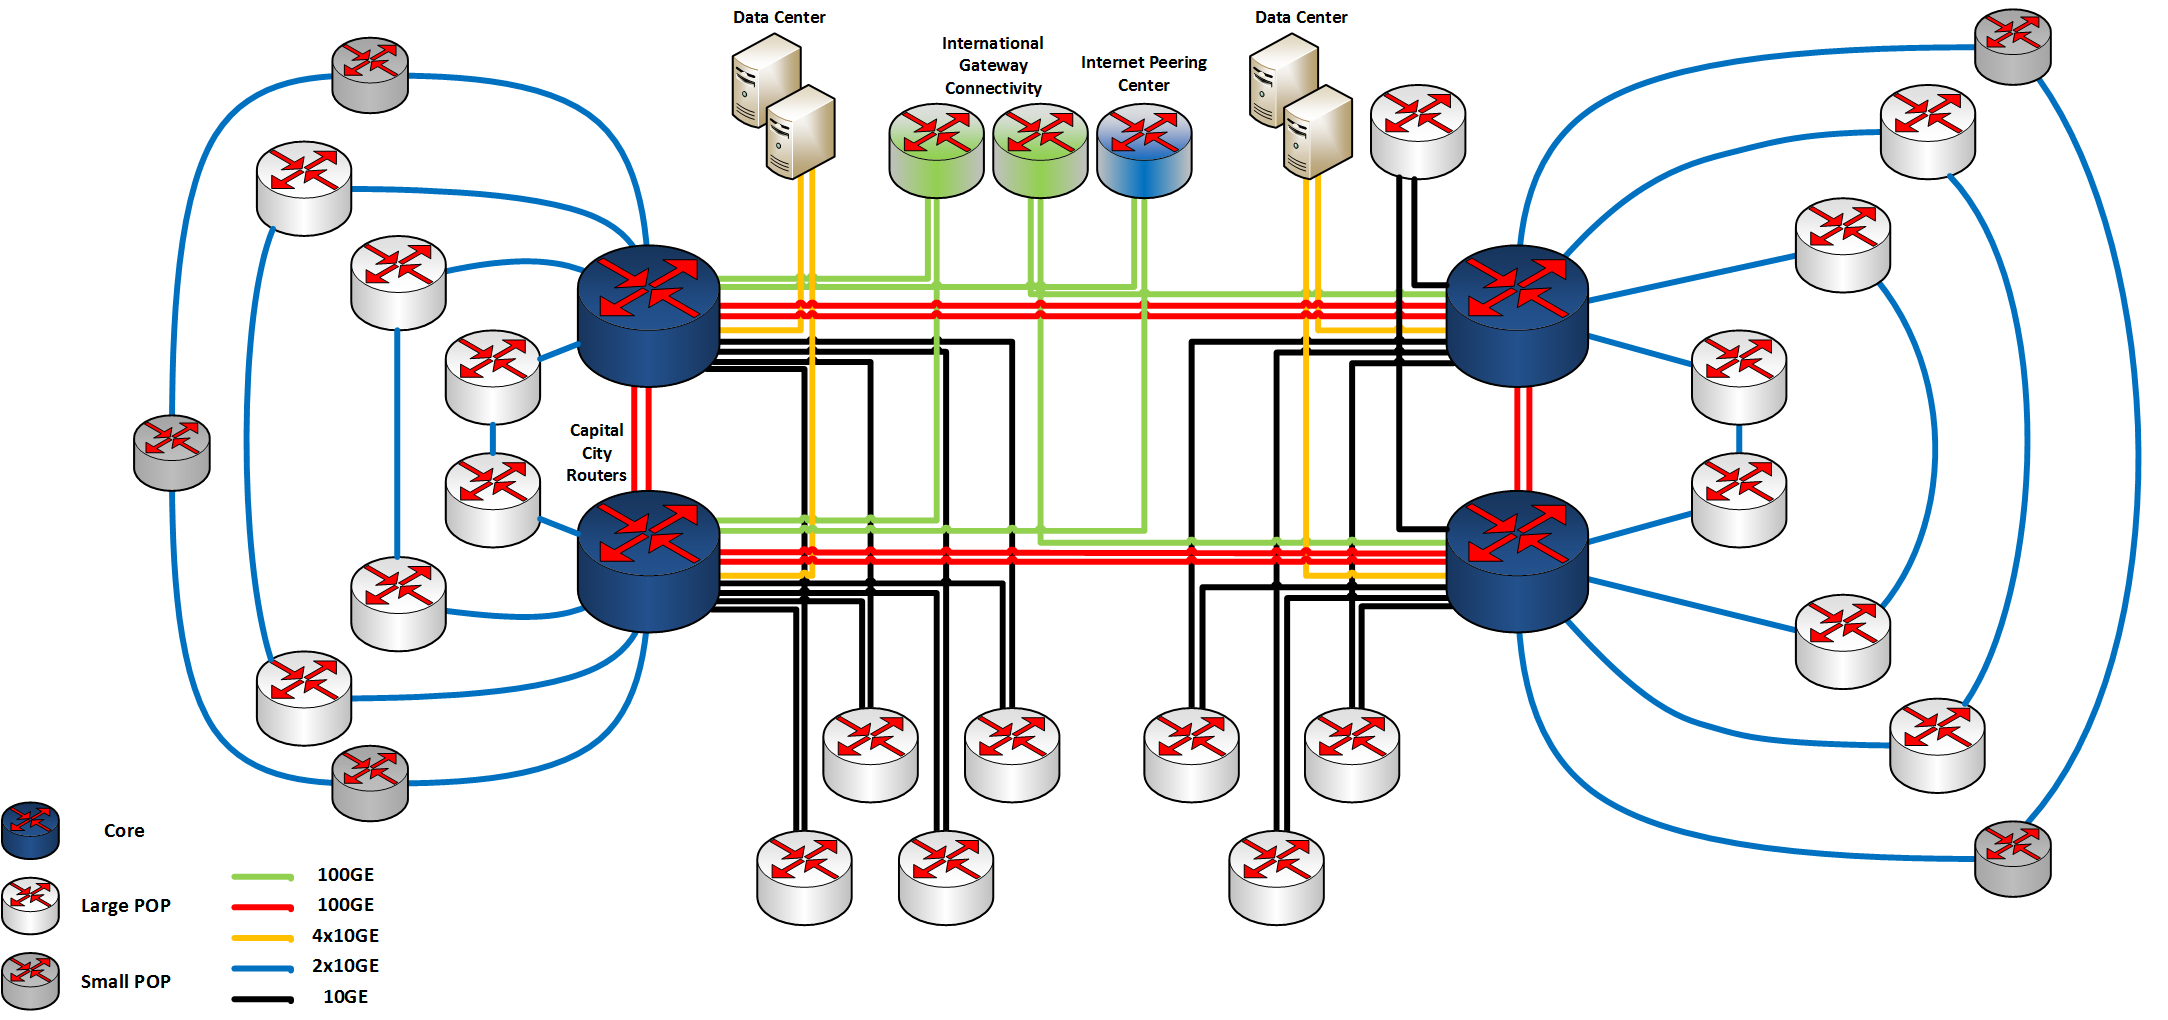 Data Center
International
Gateway
Connectivity
Internet Peering
Center
Data Center
Capital
City
Routers
Core
Large POP
Small POP
100GE
100GE
4x10GE
2x10GE
10GE